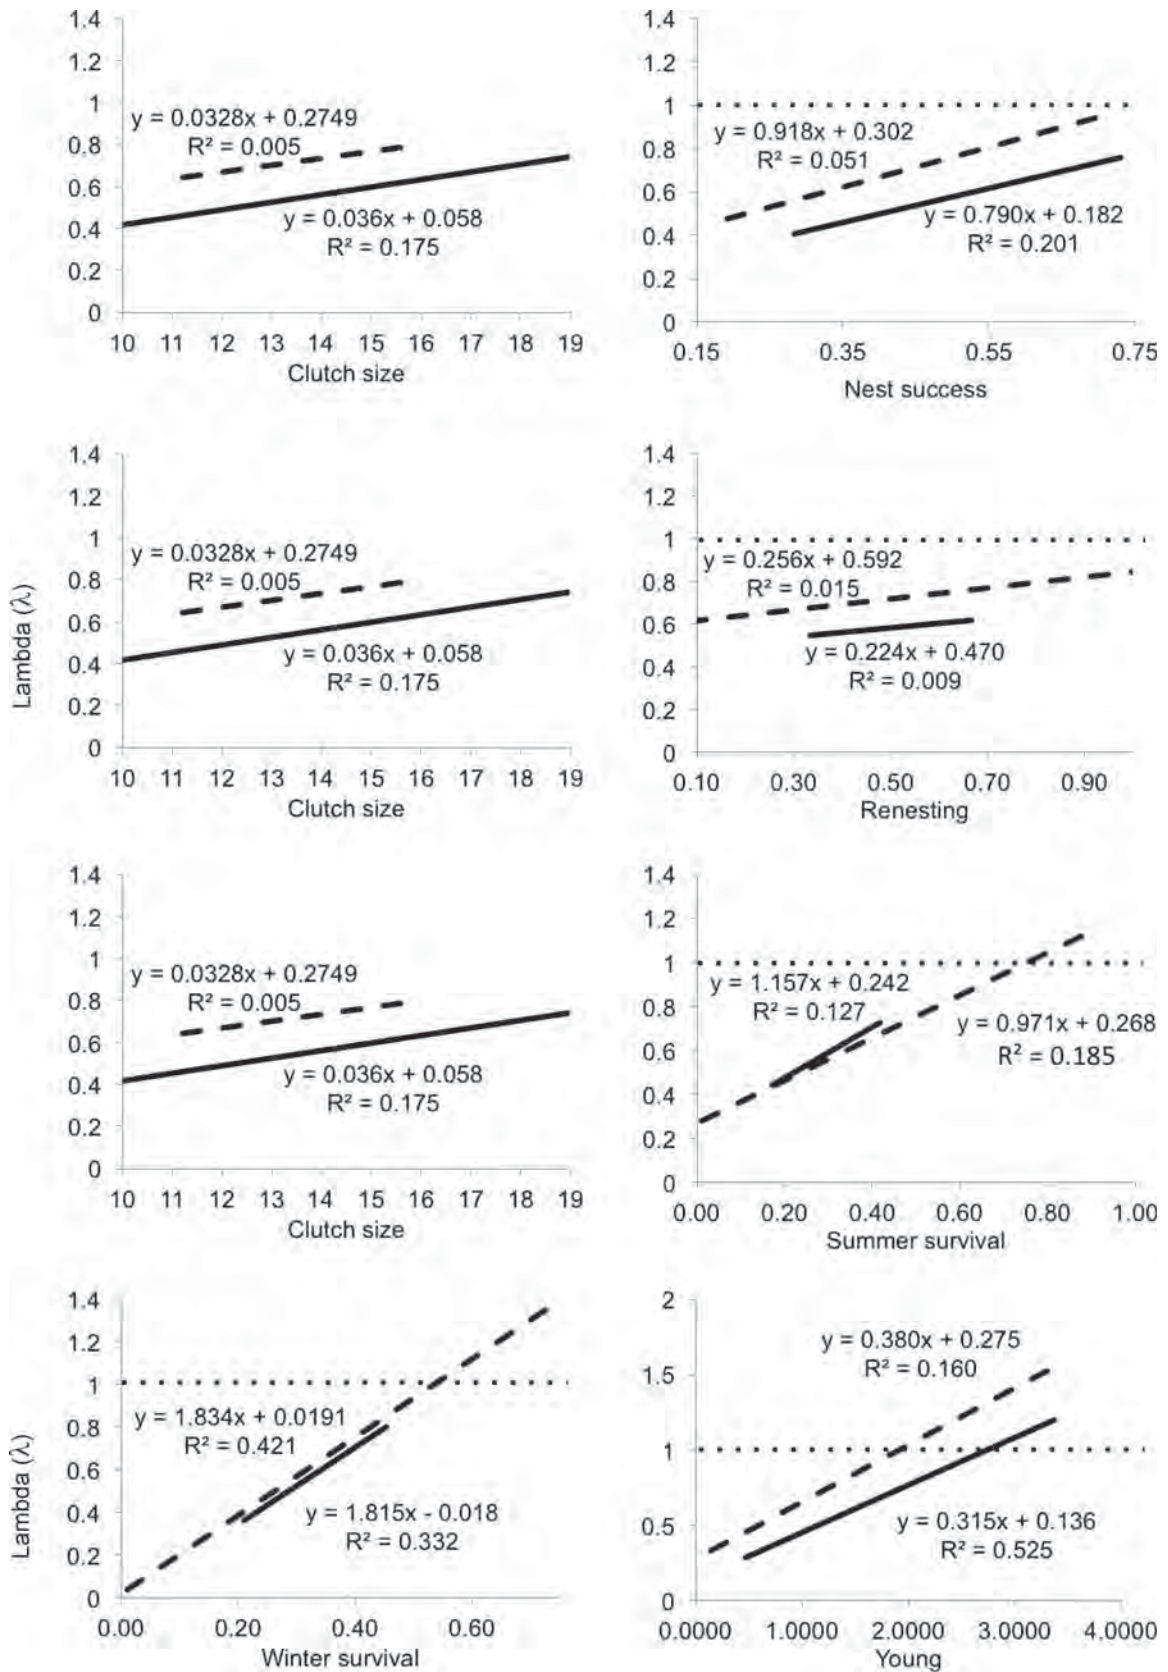 1.4
1.2
1
0.8
0.6
0.4
0.2
0
y = 0.0328x + 0.2749
R² = 0.005
y = 0.036x + 0.058
R² = 0.175
10 11 12 13 14 15 16 17 18 19
Clutch size
1.4
1.2
1
0.8
0.6
0.4
0.2
0
y = 0.918x + 0.302
R² = 0.051
y = 0.790x + 0.182
R² = 0.201
0.15 0.35 0.55 0.75
Nest success
Lambda (λ)
1.4
1.2
1
0.8
0.6
0.4
0.2
0
y = 0.0328x + 0.2749
R² = 0.005
y = 0.036x + 0.058
R² = 0.175
10 11 12 13 14 15 16 17 18 19
Clutch size
1.4
1.2
1
0.8
0.6
0.4
0.2
0
y = 0.256x + 0.592
R² = 0.015
y = 0.224x + 0.470
R² = 0.009
0.10 0.30 0.50 0.70 0.90
Renesting
1.4
1.2
1
0.8
0.6
0.4
0.2
0
y = 0.0328x + 0.2749
R² = 0.005
y = 0.036x + 0.058
R² = 0.175
10 11 12 13 14 15 16 17 18 19
Clutch size
1.4
1.2
1
0.8
0.6
0.4
0.2
0
y = 1.157x + 0.242
R² = 0.127
y = 0.971x + 0.268
R² = 0.185
0.00 0.20 0.40 0.60 0.80 1.00
Summer survival
Lambda (λ)
1.4
1.2
1
0.8
0.6
0.4
0.2
0
y = 1.834x + 0.0191
R² = 0.421
y = 1.815x - 0.018
R² = 0.332
0.00 0.20 0.40 0.60
Winter survival
2
1.5
1
0.5
0
y = 0.380x + 0.275
R² = 0.160
y = 0.315x + 0.136
R² = 0.525
0.0000 1.0000 2.0000 3.0000 4.0000
Young